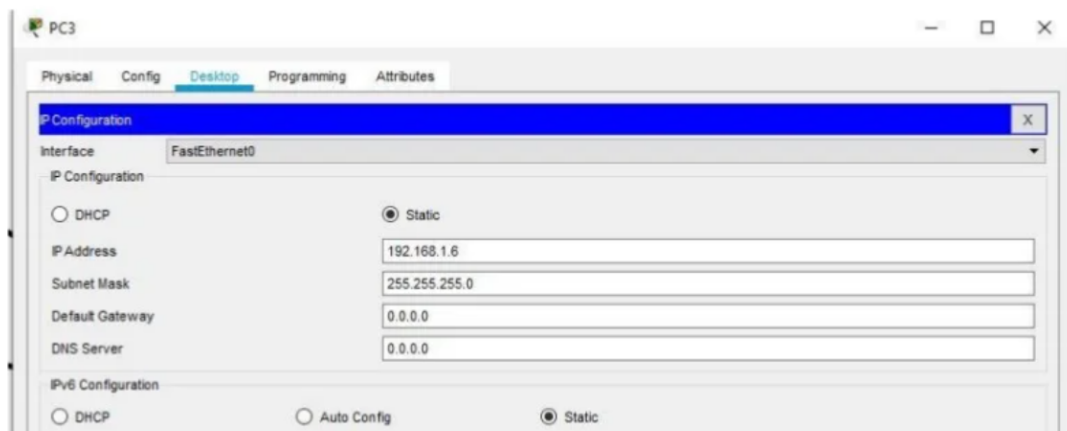 PC3
Physical Config Desktop Programming Attributes
IP Configuration X
Interface FastEthernet0
IP Configuration
DHCP Static
IP Address 192.168.1.6
Subnet Mask 255.255.255.0
Default Gateway 0.0.0.0
DNS Server 0.0.0.0
IPv6 Configuration
DHCP Auto Config Static